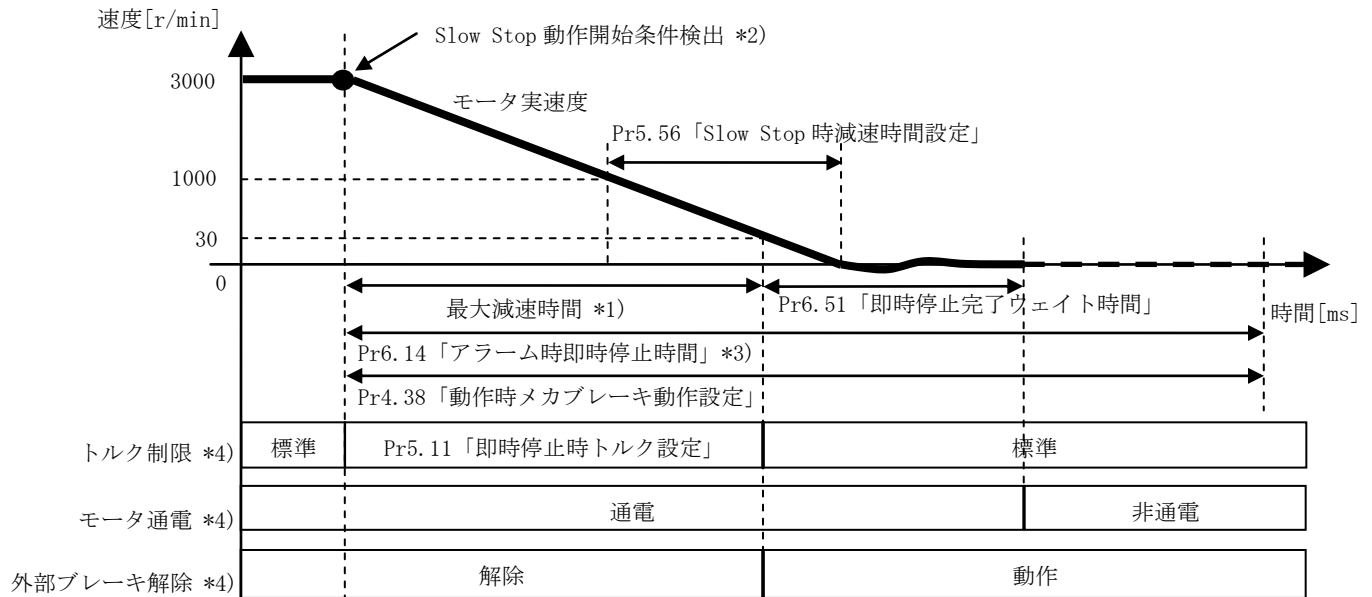 速度[r/min]
Slow Stop 動作開始条件検出 *2)
3000
モータ実速度
Pr5.56「Slow Stop 時減速時間設定」
1000
30
0
最大減速時間 *1)
Pr6.51「即時停止完了ウェイト時間」
時間[ms]
Pr6.14「アラーム時即時停止時間」*3)
Pr4.38「動作時メカブレーキ動作設定」
トルク制限 *4)
標準
Pr5.11「即時停止時トルク設定」
標準
モータ通電 *4)
通電
非通電
外部ブレーキ解除 *4)
解除
動作